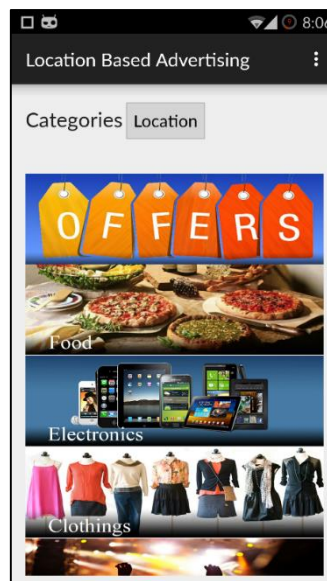 8:06
Location Based Advertising
Categories Location
OFFERS
Food
Electronics
Clothings